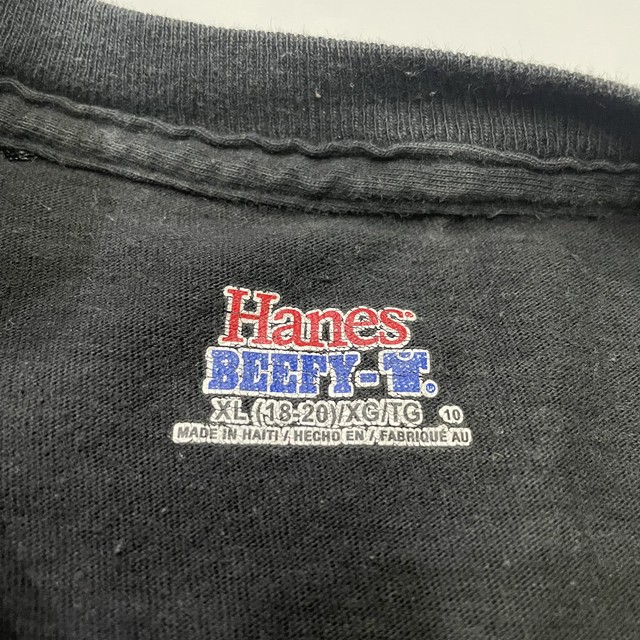 Hanes
BEEFY-T®
XL (18-20)/XG/TG 10
MADE IN HAITI / HECHO EN / FABRIQUÉ AU